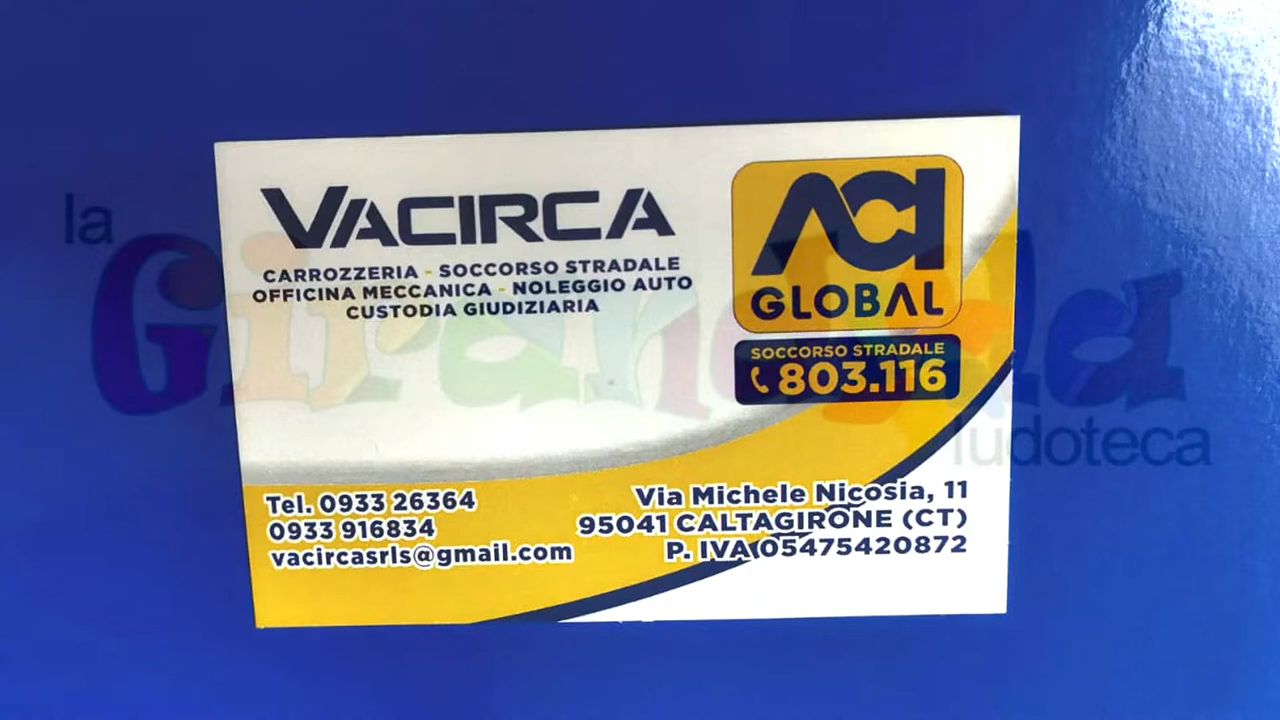 la
Girandola
ludoteca
VACIRCA
CARROZZERIA - SOCCORSO STRADALE
OFFICINA MECCANICA - NOLEGGIO AUTO
CUSTODIA GIUDIZIARIA
ACI
GLOBAL
SOCCORSO STRADALE
803.116
Tel. 0933 26364
0933 916834
vacircasrls@gmail.com
Via Michele Nicosia, 11
95041 CALTAGIRONE (CT)
P. IVA 05475420872